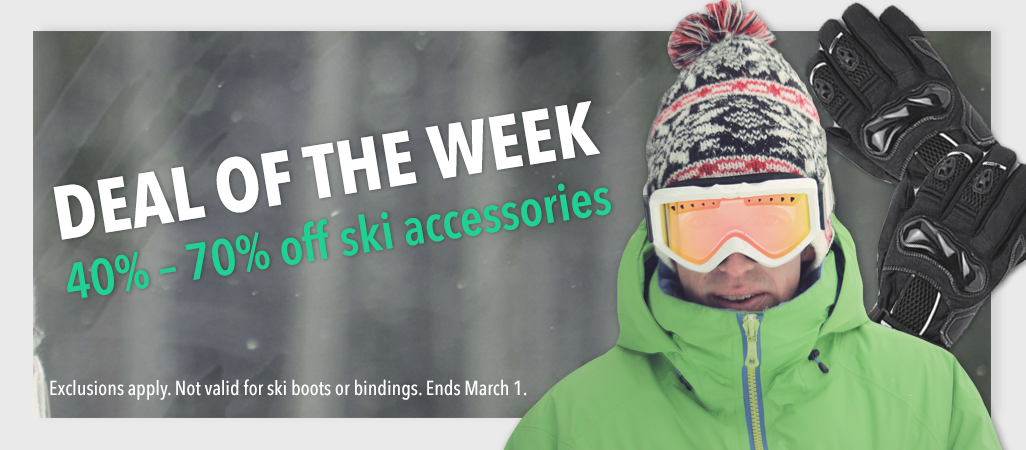 DEAL OF THE WEEK
40% – 70% off ski accessories
Exclusions apply. Not valid for ski boots or bindings. Ends March 1.